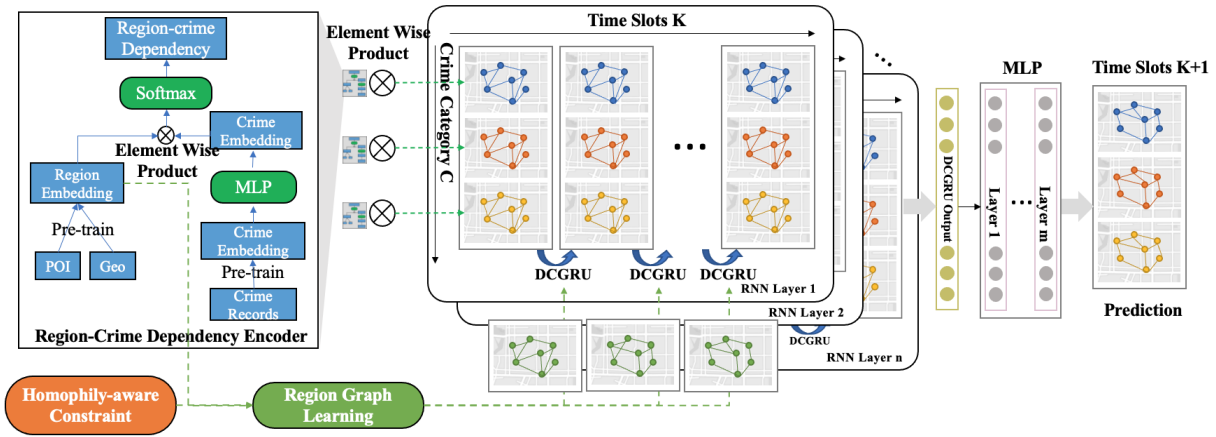 Region-crime
Dependency
Softmax
Element Wise
Product
Crime
Embedding
Region
Embedding
MLP
Pre-train
POI
Geo
Crime
Embedding
Pre-train
Crime
Records
Region-Crime Dependency Encoder
Element Wise
Product
Time Slots K
Crime Category C
DCGRU
DCGRU
DCGRU
RNN Layer 1
RNN Layer 2
DCGRU
RNN Layer n
DCGRU Output
MLP
Layer 1
Layer m
Time Slots K+1
Prediction
Homophily-aware
Constraint
Region Graph
Learning